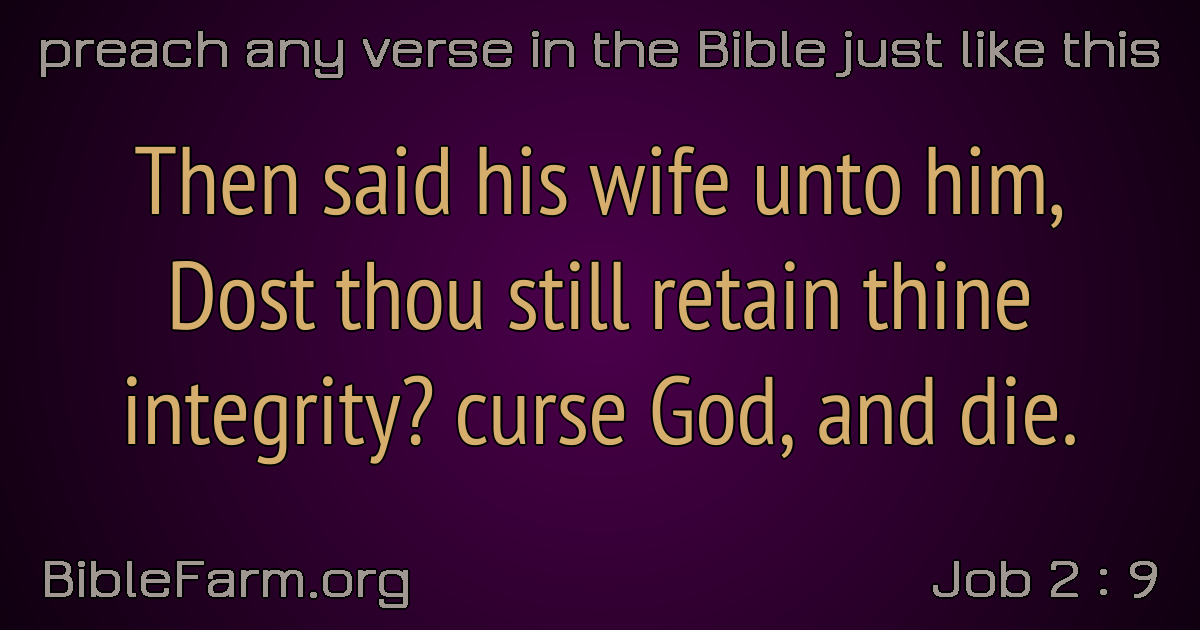 preach any verse in the Bible just like this
Then said his wife unto him,
Dost thou still retain thine
integrity? curse God, and die.
BibleFarm.org
Job 2 : 9